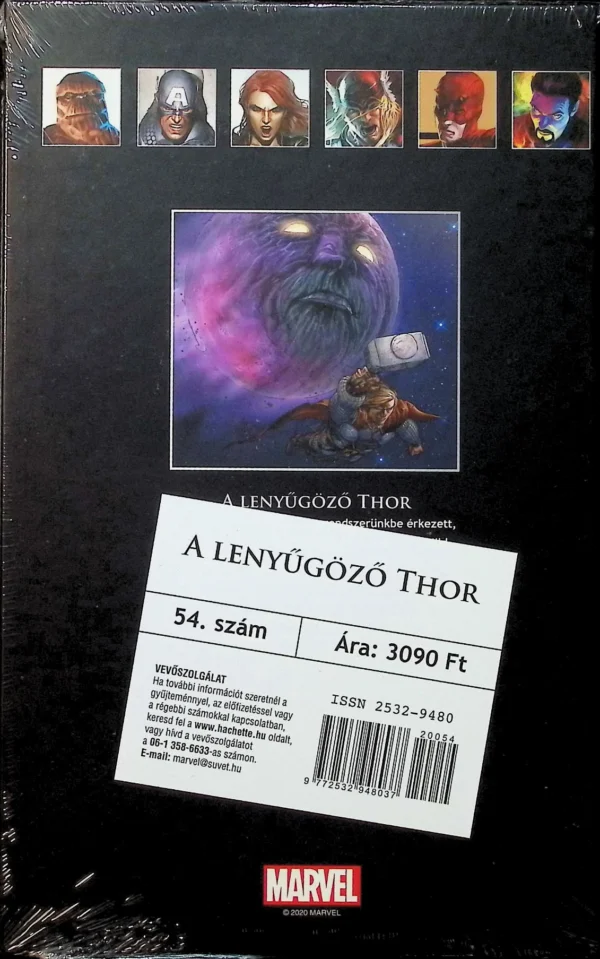 A LENYŰGÖZŐ THOR
érkezett,
A LENYŰGÖZŐ THOR
54. szám
Ára: 3090 Ft
VEVŐSZOLGÁLAT
Ha további információt szeretnél a
gyűjteménnyel, az előfizetéssel vagy
a régebbi számokkal kapcsolatban,
keresd fel a www.hachette.hu oldalt,
vagy hívd a vevőszolgálatot
a 06-1 358-6633-as számon.
E-mail: marvel@suvet.hu
ISSN 2532-9480
20054
9 772532 948037
MARVEL
© 2020 MARVEL